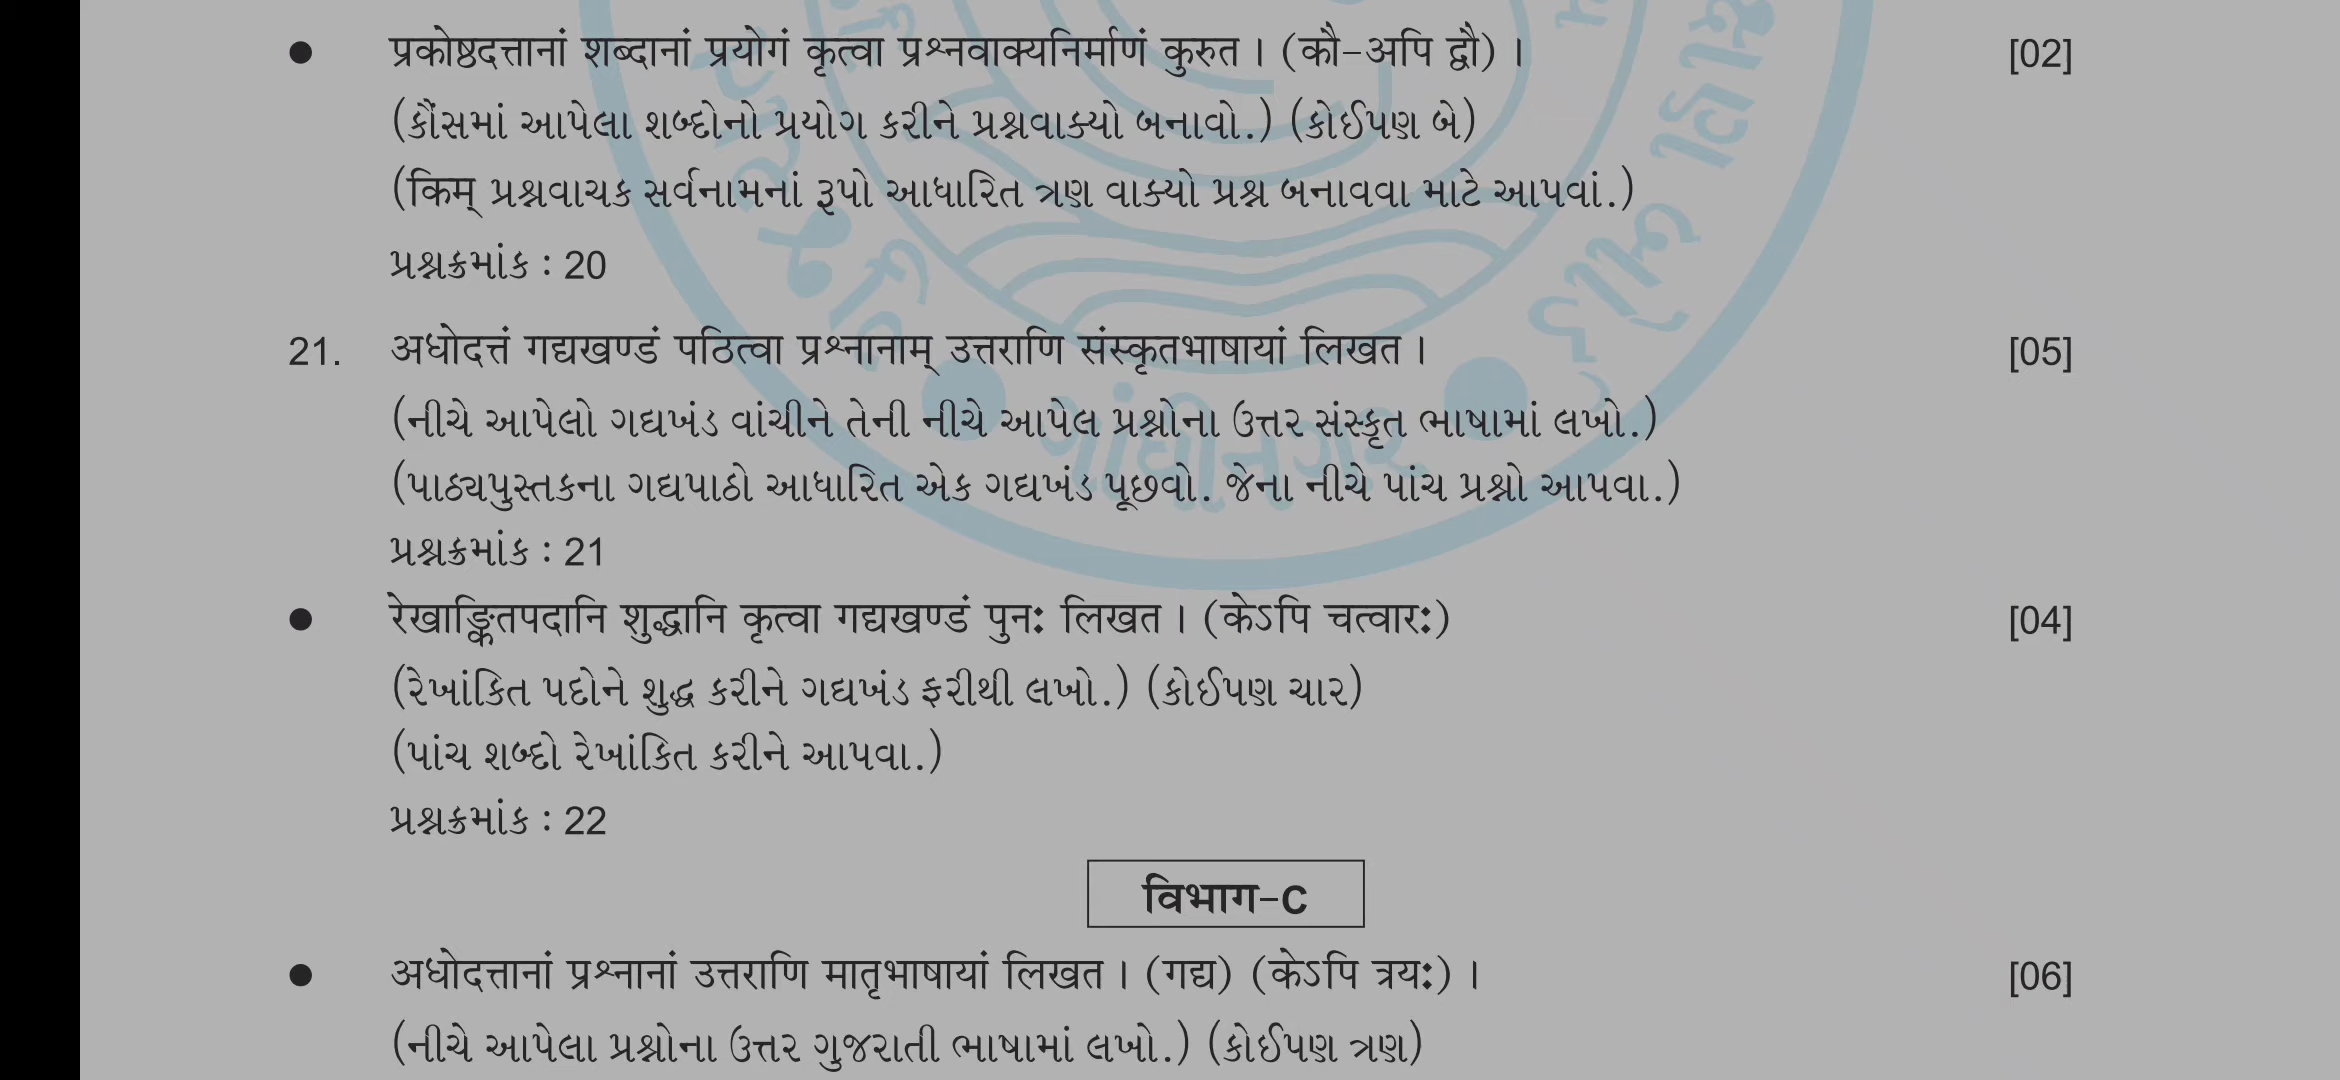 ● प्रकोष्ठदत्तानां शब्दानां प्रयोगं कृत्वा प्रश्नवाक्यनिर्माणं कुरुत । (कौ-अपि द्वौ) । [02]
(કૌંસમાં આપેલા શબ્દોનો પ્રયોગ કરીને પ્રશ્નવાક્યો બનાવો.) (કોઈપણ બે)
(किम् પ્રશ્નવાચક સર્વનામનાં રૂપો આધારિત ત્રણ વાક્યો પ્રશ્ન બનાવવા માટે આપવાં.)
પ્રશ્નક્રમાંક : 20
21. अधोदत्तं गद्यखण्डं पठित्वा प्रश्नानाम् उत्तराणि संस्कृतभाषायां लिखत । [05]
(નીચે આપેલો ગદ્યખંડ વાંચીને તેની નીચે આપેલ પ્રશ્નોના ઉત્તર સંસ્કૃત ભાષામાં લખો.)
(પાઠ્યપુસ્તકના ગદ્યપાઠો આધારિત એક ગદ્યખંડ પૂછવો. જેના નીચે પાંચ પ્રશ્નો આપવા.)
પ્રશ્નક્રમાંક : 21
● रेखाङ्कितपदानि शुद्धानि कृत्वा गद्यखण्डं पुनः लिखत । (केऽपि चत्वारः) [04]
(રેખાંકિત પદોને શુદ્ધ કરીને ગદ્યખંડ ફરીથી લખો.) (કોઈપણ ચાર)
(પાંચ શબ્દો રેખાંકિત કરીને આપવા.)
પ્રશ્નક્રમાંક : 22
विभाग-C
● अधोदत्तानां प्रश्नानां उत्तराणि मातृभाषायां लिखत । (गद्य) (केऽपि त्रयः) । [06]
(નીચે આપેલા પ્રશ્નોના ઉત્તર ગુજરાતી ભાષામાં લખો.) (કોઈપણ ત્રણ)
ગાંધીનગર